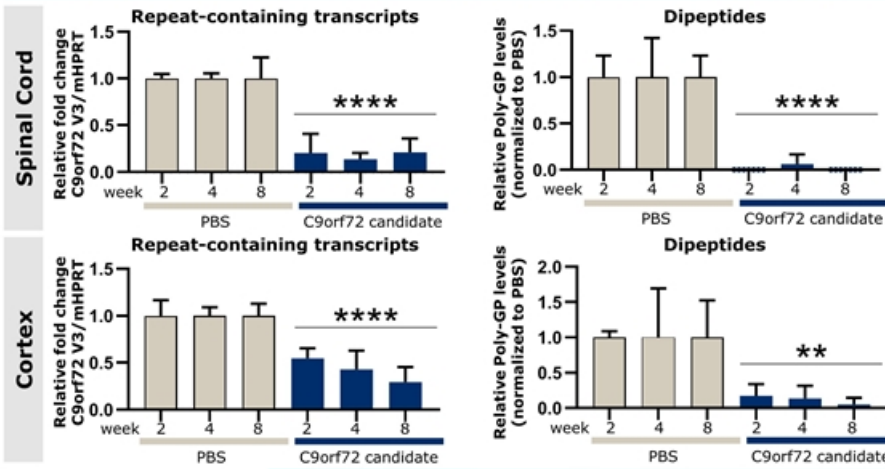 Spinal Cord
Repeat-containing transcripts
Relative fold change
C9orf72 V3/mHPRT
1.5
1.0
0.5
0.0
****
week 2 4 8 2 4 8
PBS C9orf72 candidate
Dipeptides
Relative Poly-GP levels
(normalized to PBS)
1.5
1.0
0.5
0.0
****
week 2 4 8 2 4 8
PBS C9orf72 candidate
Cortex
Repeat-containing transcripts
Relative fold change
C9orf72 V3/mHPRT
1.5
1.0
0.5
0.0
****
week 2 4 8 2 4 8
PBS C9orf72 candidate
Dipeptides
Relative Poly-GP levels
(normalized to PBS)
2.0
1.5
1.0
0.5
0.0
**
week 2 4 8 2 4 8
PBS C9orf72 candidate